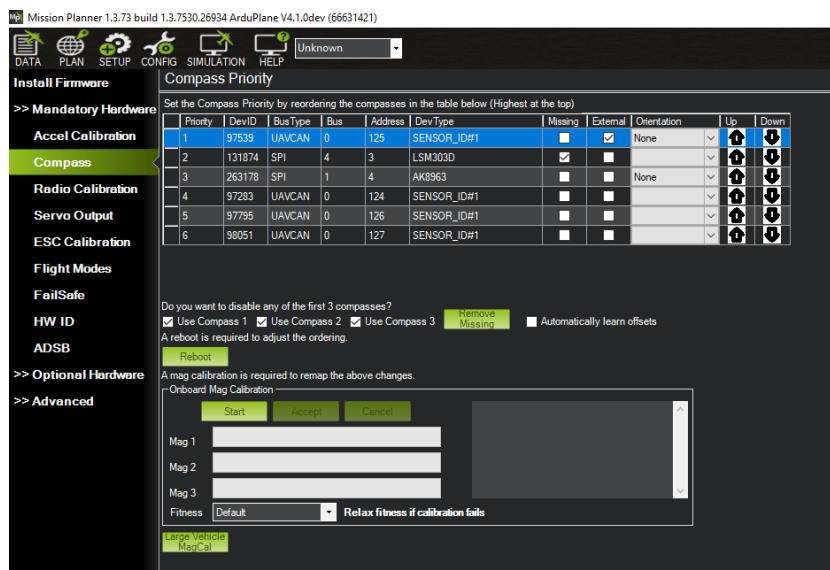 Mission Planner 1.3.73 build 1.3.7530.26934 ArduPlane V4.1.0dev (66631421)
DATA PLAN SETUP CONFIG SIMULATION HELP Unknown
Install Firmware
>> Mandatory Hardware
Accel Calibration
Compass
Radio Calibration
Servo Output
ESC Calibration
Flight Modes
FailSafe
HW ID
ADSB
>> Optional Hardware
>> Advanced
Compass Priority
Set the Compass Priority by reordering the compasses in the table below (Highest at the top)
Priority DevID BusType Bus Address DevType Missing External Orientation Up Down
1 97539 UAVCAN 0 125 SENSOR_ID#1 None
2 131874 SPI 4 3 LSM303D
3 263178 SPI 1 4 AK8963 None
4 97283 UAVCAN 0 124 SENSOR_ID#1
5 97795 UAVCAN 0 126 SENSOR_ID#1
6 98051 UAVCAN 0 127 SENSOR_ID#1
Do you want to disable any of the first 3 compasses?
Use Compass 1 Use Compass 2 Use Compass 3 Remove Missing Automatically learn offsets
A reboot is required to adjust the ordering.
Reboot
A mag calibration is required to remap the above changes.
Onboard Mag Calibration
Start Accept Cancel
Mag 1
Mag 2
Mag 3
Fitness Default Relax fitness if calibration fails
Large Vehicle
MagCal